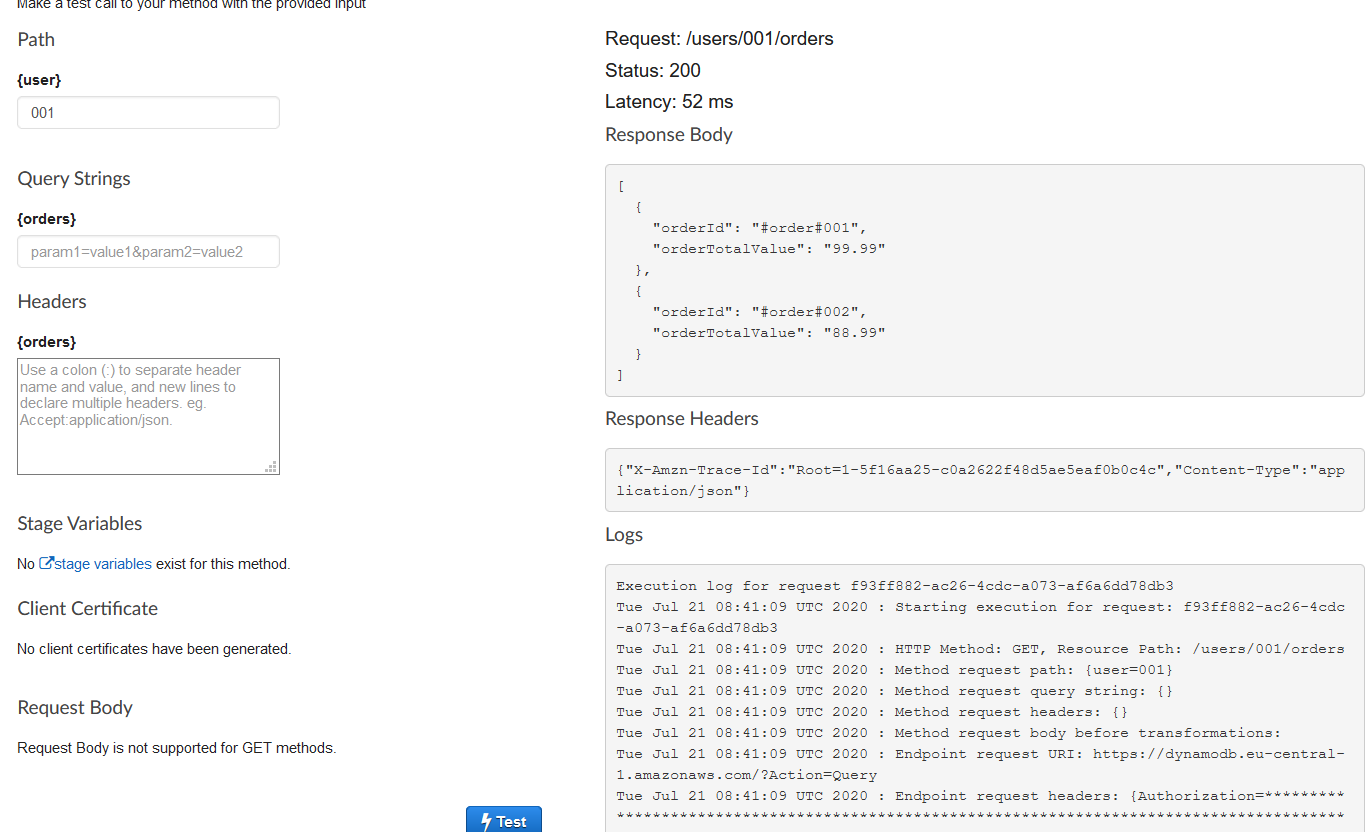 Make a test call to your method with the provided input
Path
{user}
001
Query Strings
{orders}
param1=value1&param2=value2
Headers
{orders}
Use a colon (:) to separate header
name and value, and new lines to
declare multiple headers. eg.
Accept:application/json.
Stage Variables
No stage variables exist for this method.
Client Certificate
No client certificates have been generated.
Request Body
Request Body is not supported for GET methods.
Test
Request: /users/001/orders
Status: 200
Latency: 52 ms
Response Body
[
  {
    "orderId": "#order#001",
    "orderTotalValue": "99.99"
  },
  {
    "orderId": "#order#002",
    "orderTotalValue": "88.99"
  }
]
Response Headers
{"X-Amzn-Trace-Id":"Root=1-5f16aa25-c0a2622f48d5ae5eaf0b0c4c","Content-Type":"app
lication/json"}
Logs
Execution log for request f93ff882-ac26-4cdc-a073-af6a6dd78db3
Tue Jul 21 08:41:09 UTC 2020 : Starting execution for request: f93ff882-ac26-4cdc
-a073-af6a6dd78db3
Tue Jul 21 08:41:09 UTC 2020 : HTTP Method: GET, Resource Path: /users/001/orders
Tue Jul 21 08:41:09 UTC 2020 : Method request path: {user=001}
Tue Jul 21 08:41:09 UTC 2020 : Method request query string: {}
Tue Jul 21 08:41:09 UTC 2020 : Method request headers: {}
Tue Jul 21 08:41:09 UTC 2020 : Method request body before transformations:
Tue Jul 21 08:41:09 UTC 2020 : Endpoint request URI: https://dynamodb.eu-central-
1.amazonaws.com/?Action=Query
Tue Jul 21 08:41:09 UTC 2020 : Endpoint request headers: {Authorization=*********
*********************************************************************************